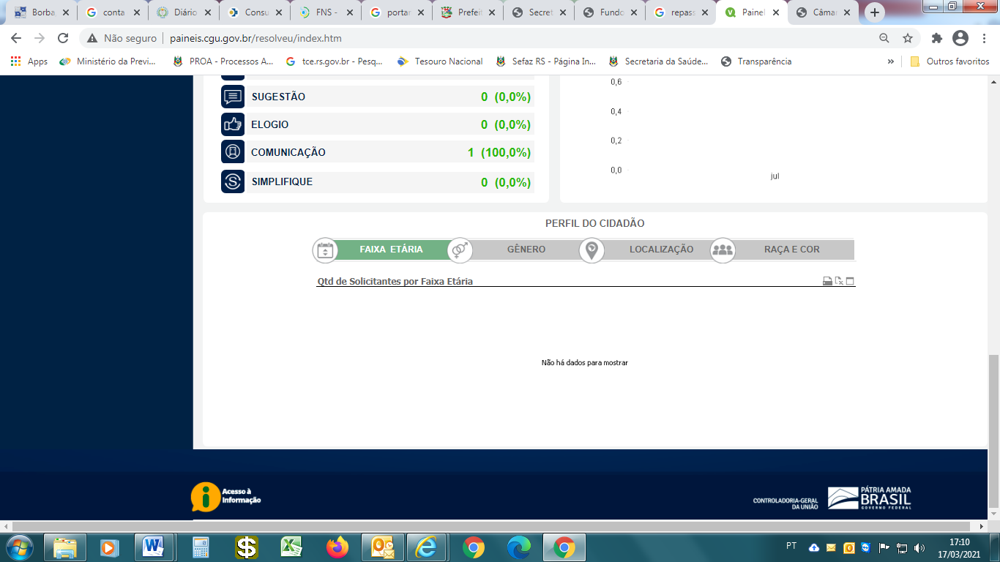 Borba
conta
Diário
Consu
FNS -
portar
Prefeit
Secret
Fundo
repass
Painel
Câmar
Não seguro
paineis.cgu.gov.br/resolveu/index.htm
Apps
Ministério da Previ...
PROA - Processos A...
tce.rs.gov.br - Pesq...
Tesouro Nacional
Sefaz RS - Página In...
Secretaria da Saúde...
Transparência
»
Outros favoritos
SUGESTÃO 0 (0,0%)
ELOGIO 0 (0,0%)
COMUNICAÇÃO 1 (100,0%)
SIMPLIFIQUE 0 (0,0%)
0,6
0,4
0,2
0,0
jul
PERFIL DO CIDADÃO
FAIXA ETÁRIA
GÊNERO
LOCALIZAÇÃO
RAÇA E COR
Qtd de Solicitantes por Faixa Etária
Não há dados para mostrar
Acesso à
Informação
CONTROLADORIA-GERAL
DA UNIÃO
PÁTRIA AMADA
BRASIL
GOVERNO FEDERAL
PT
17:10
17/03/2021